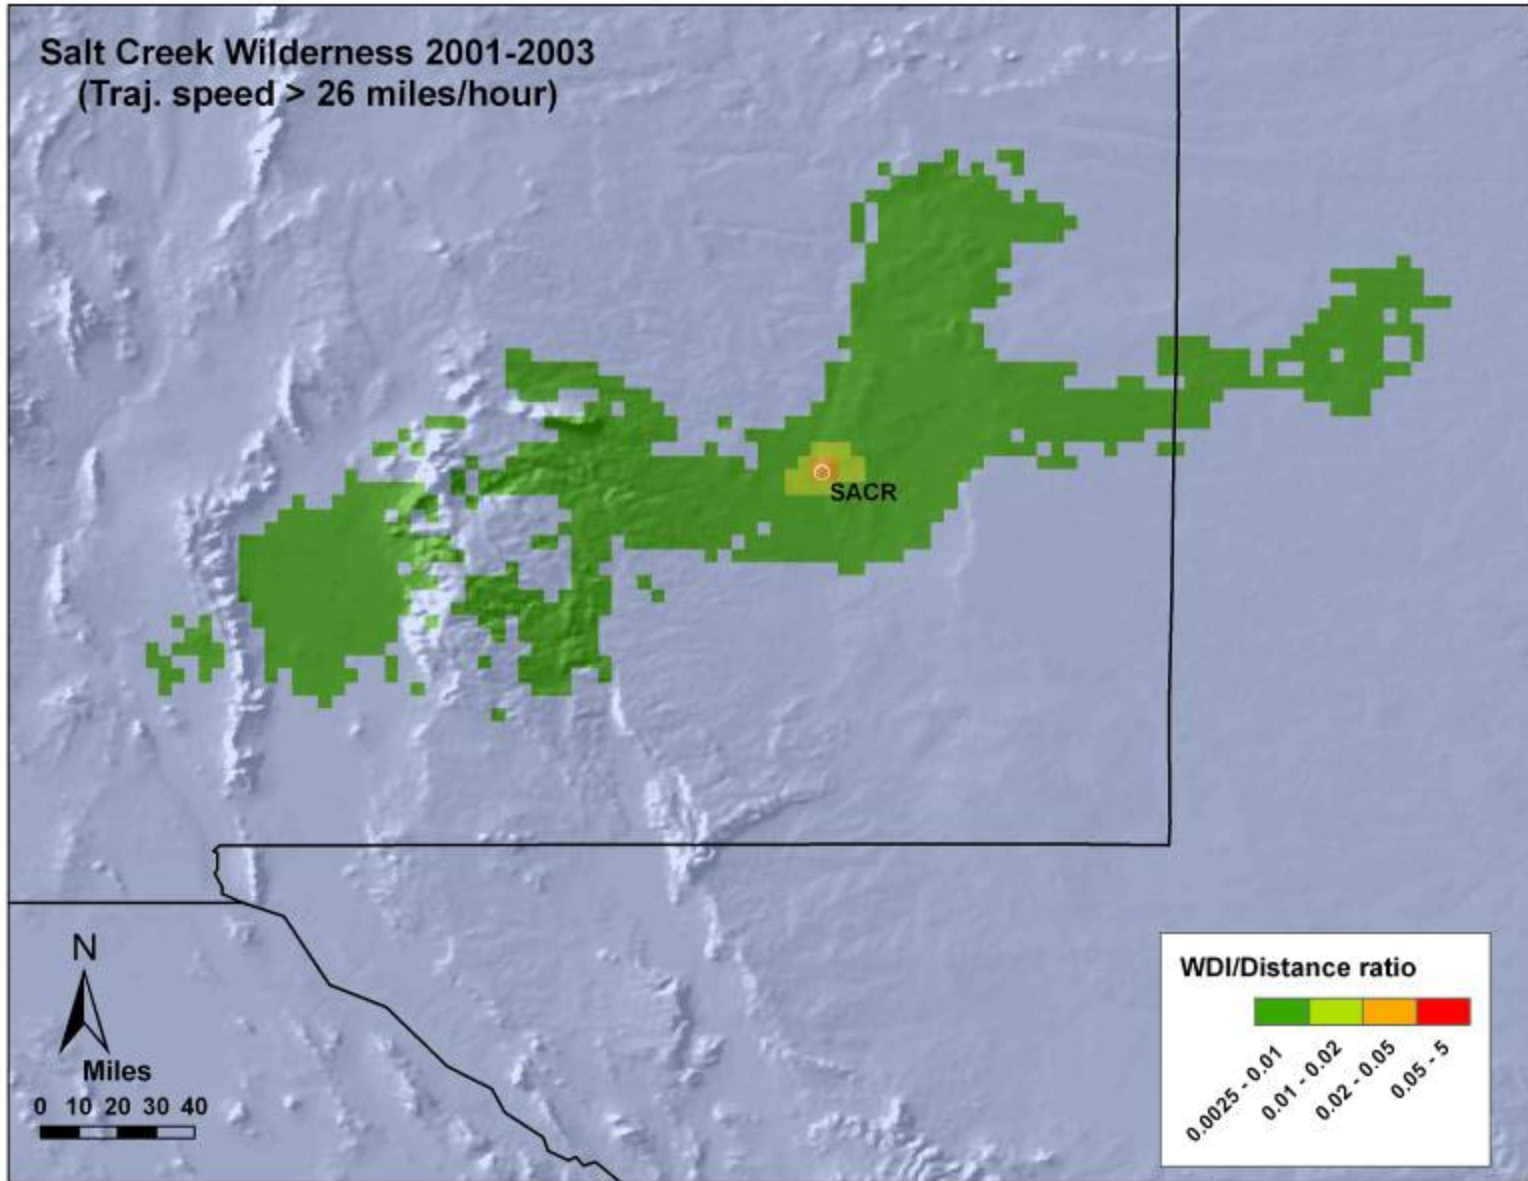 Salt Creek Wilderness 2001-2003
(Traj. speed > 26 miles/hour)
SACR
N
Miles
0 10 20 30 40
WDI/Distance ratio
0.0025 - 0.01
0.01 - 0.02
0.02 - 0.05
0.05 - 5